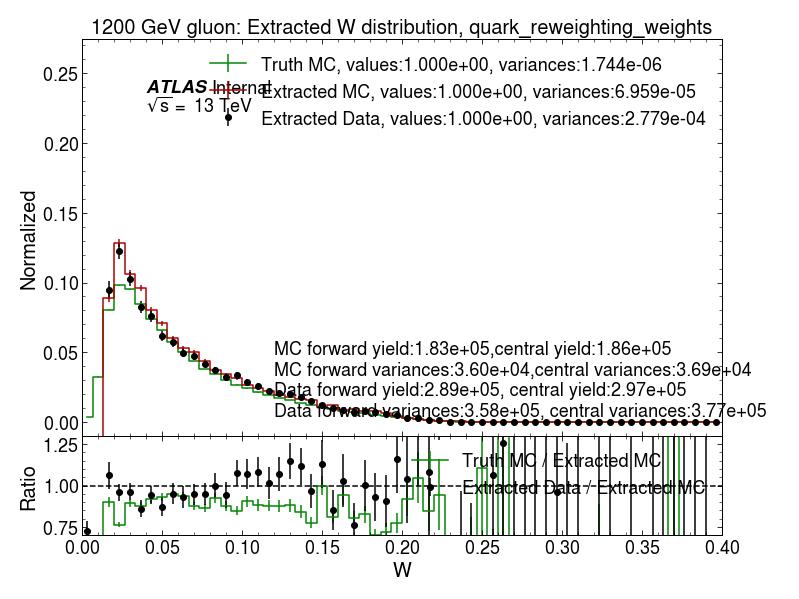 1200 GeV gluon: Extracted W distribution, quark_reweighting_weights
Truth MC, values:1.000e+00, variances:1.744e-06
ATLAS Internal
Extracted MC, values:1.000e+00, variances:6.959e-05
√s = 13 TeV
Extracted Data, values:1.000e+00, variances:2.779e-04
Normalized
0.25
0.20
0.15
0.10
0.05
0.00
MC forward yield:1.83e+05,central yield:1.86e+05
MC forward variances:3.60e+04,central variances:3.69e+04
Data forward yield:2.89e+05, central yield:2.97e+05
Data forward variances:3.58e+05, central variances:3.77e+05
Ratio
1.25
1.00
0.75
Truth MC / Extracted MC
Extracted Data / Extracted MC
0.00 0.05 0.10 0.15 0.20 0.25 0.30 0.35 0.40
W